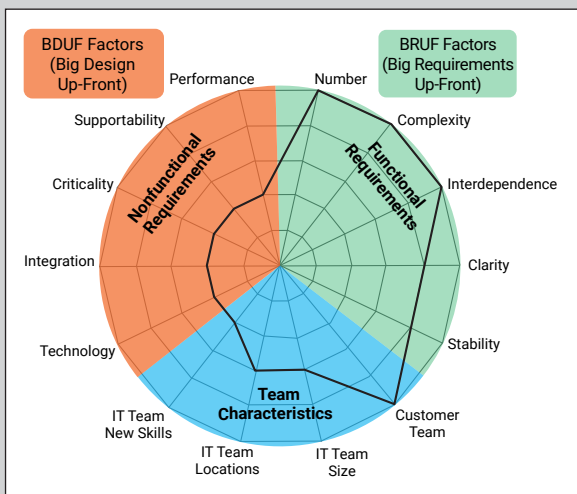 BDUF Factors
(Big Design
Up-Front)
BRUF Factors
(Big Requirements
Up-Front)
Performance
Number
Supportability
Complexity
Criticality
Interdependence
Nonfunctional
Requirements
Functional
Requirements
Integration
Clarity
Technology
Stability
Team
Characteristics
IT Team
New Skills
IT Team
Locations
IT Team
Size
Customer
Team